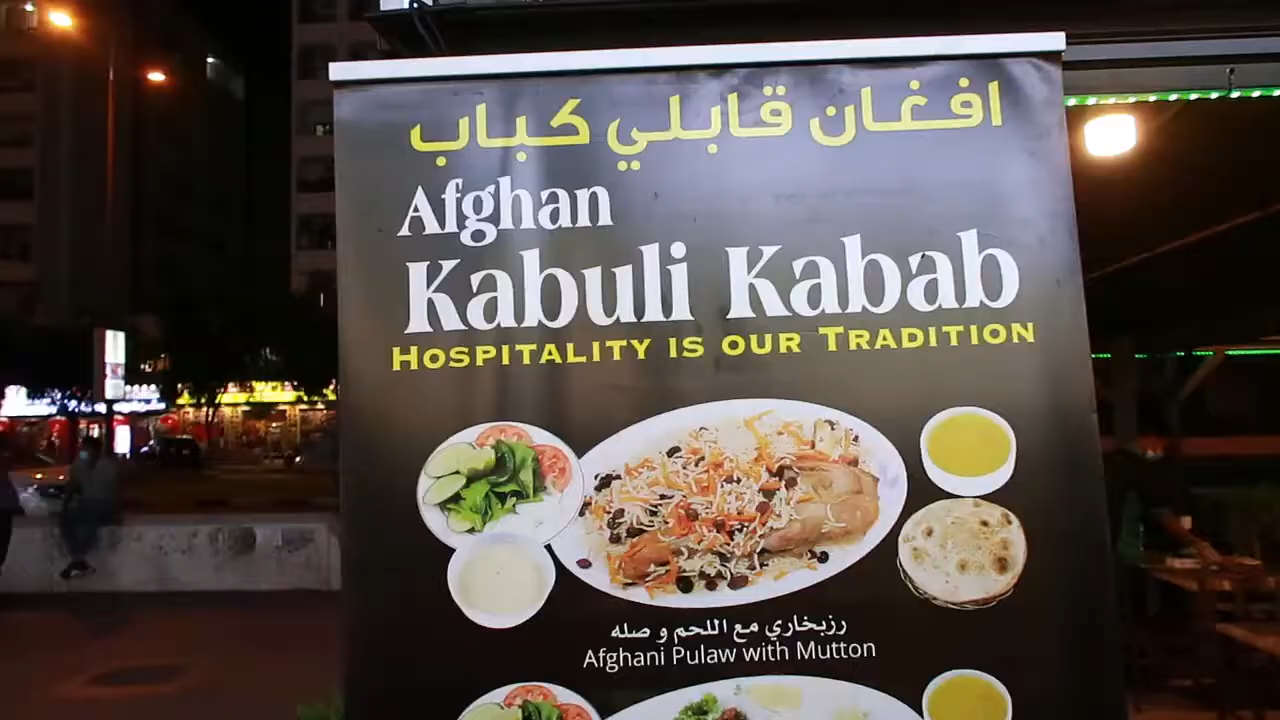 افغان قابلي كباب
Afghan
Kabuli Kabab
HOSPITALITY IS OUR TRADITION
رزبخاري مع اللحم و صله
Afghani Pulaw with Mutton